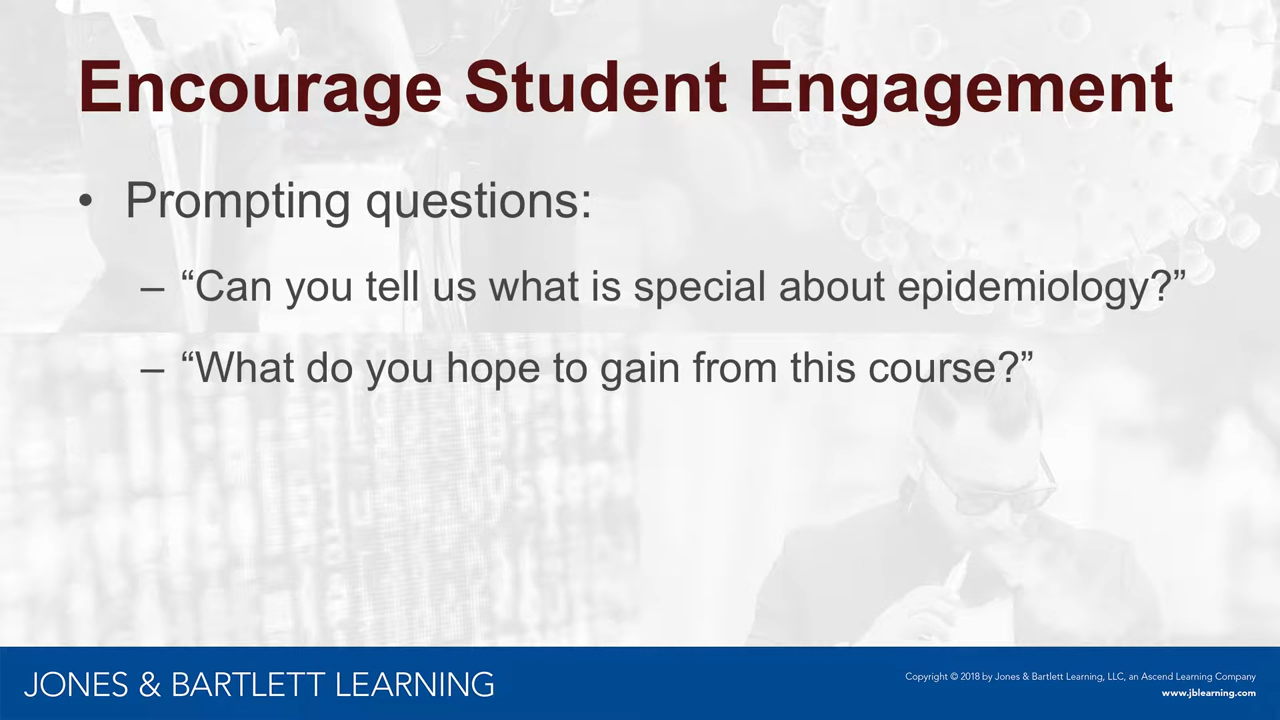 Encourage Student Engagement
• Prompting questions:
– “Can you tell us what is special about epidemiology?”
– “What do you hope to gain from this course?”
JONES & BARTLETT LEARNING
Copyright © 2018 by Jones & Bartlett Learning, LLC, an Ascend Learning Company
www.jblearning.com